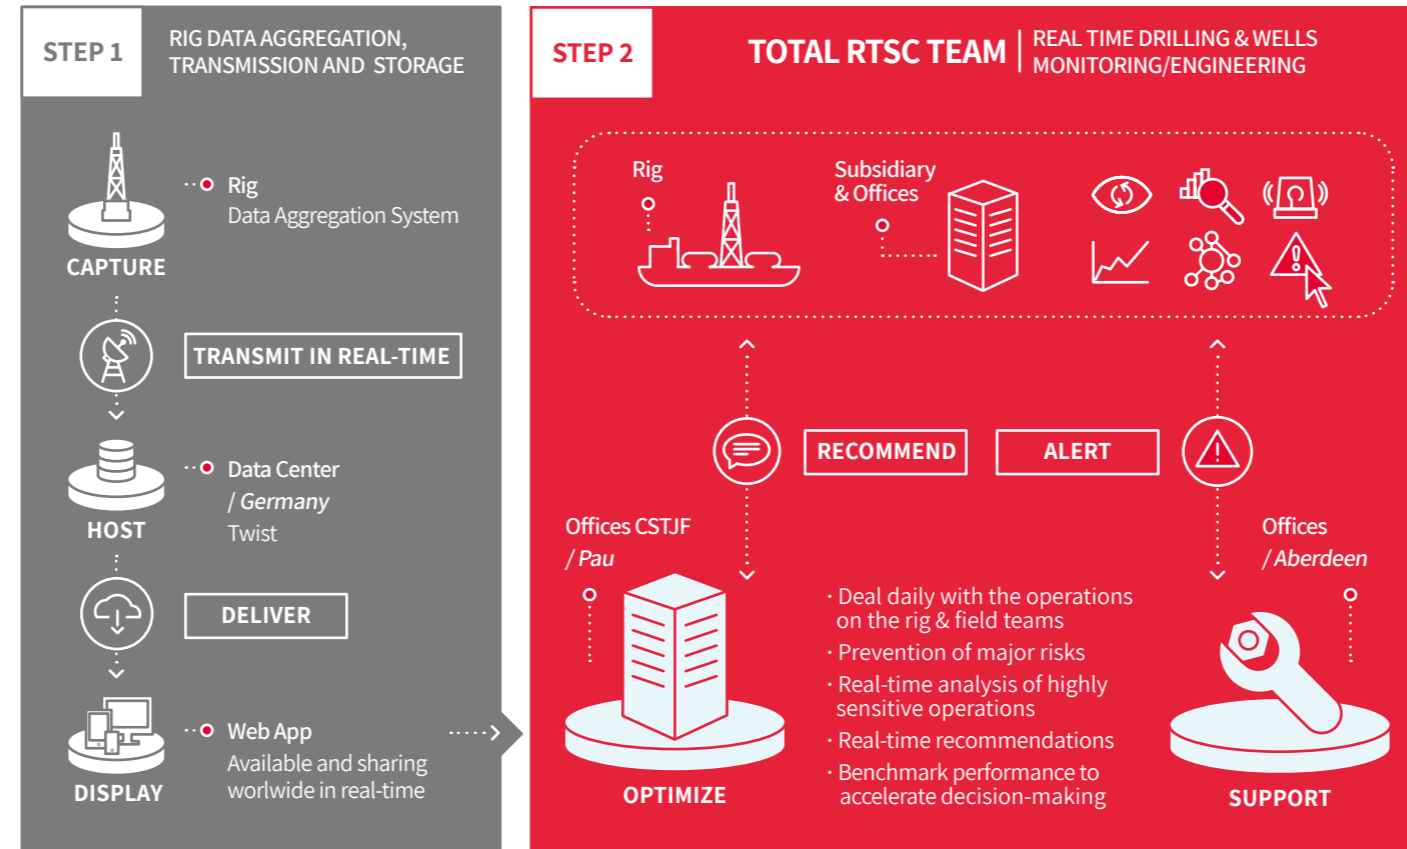 STEP 1
RIG DATA AGGREGATION,
TRANSMISSION AND STORAGE
Rig
Data Aggregation System
CAPTURE
TRANSMIT IN REAL-TIME
Data Center
/ Germany
Twist
HOST
DELIVER
Web App
Available and sharing
worlwide in real-time
DISPLAY
STEP 2
TOTAL RTSC TEAM
REAL TIME DRILLING & WELLS
MONITORING/ENGINEERING
Rig
Subsidiary
& Offices
RECOMMEND
ALERT
Offices CSTJF
/ Pau
OPTIMIZE
· Deal daily with the operations
on the rig & field teams
· Prevention of major risks
· Real-time analysis of highly
sensitive operations
· Real-time recommendations
· Benchmark performance to
accelerate decision-making
Offices
/ Aberdeen
SUPPORT